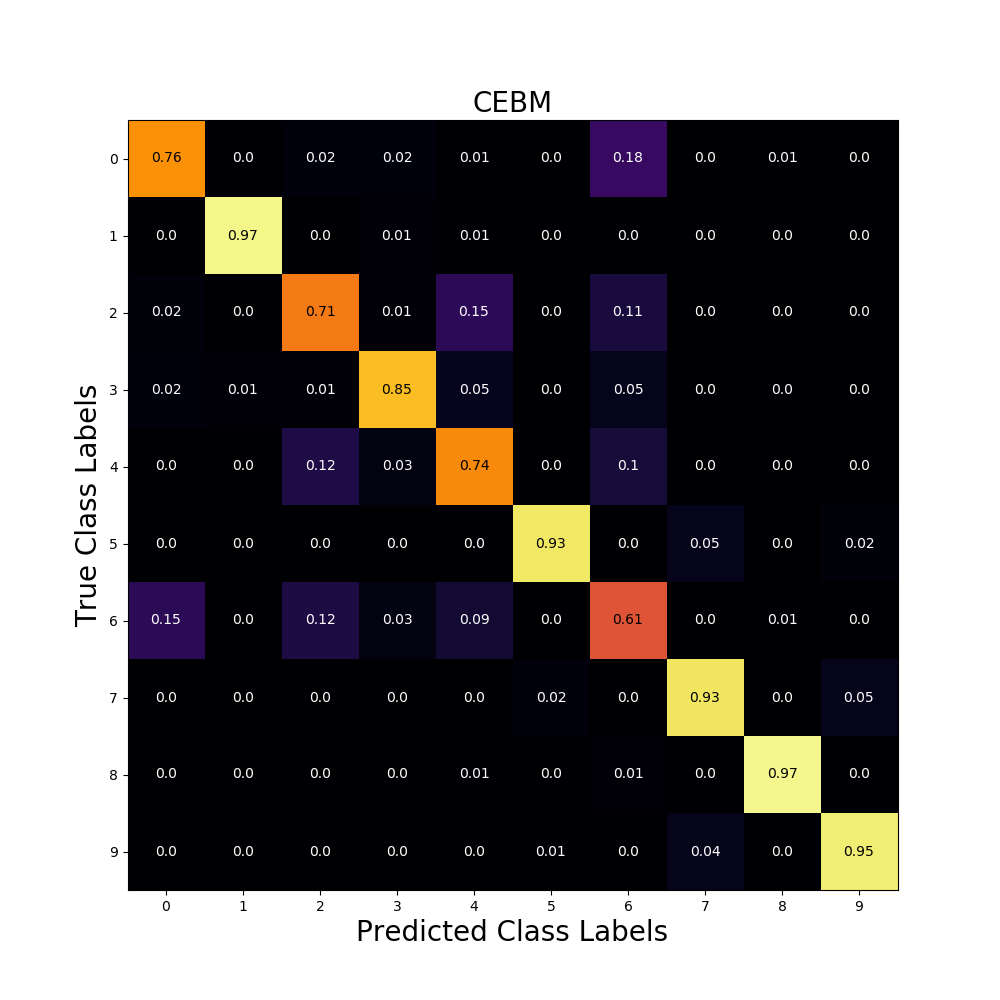 CEBM
0 0.76 0.0 0.02 0.02 0.01 0.0 0.18 0.0 0.01 0.0
1 0.0 0.97 0.0 0.01 0.01 0.0 0.0 0.0 0.0 0.0
2 0.02 0.0 0.71 0.01 0.15 0.0 0.11 0.0 0.0 0.0
3 0.02 0.01 0.01 0.85 0.05 0.0 0.05 0.0 0.0 0.0
4 0.0 0.0 0.12 0.03 0.74 0.0 0.1 0.0 0.0 0.0
5 0.0 0.0 0.0 0.0 0.0 0.93 0.0 0.05 0.0 0.02
6 0.15 0.0 0.12 0.03 0.09 0.0 0.61 0.0 0.01 0.0
7 0.0 0.0 0.0 0.0 0.0 0.02 0.0 0.93 0.0 0.05
8 0.0 0.0 0.0 0.0 0.01 0.0 0.01 0.0 0.97 0.0
9 0.0 0.0 0.0 0.0 0.0 0.01 0.0 0.04 0.0 0.95
0 1 2 3 4 5 6 7 8 9
Predicted Class Labels
True Class Labels